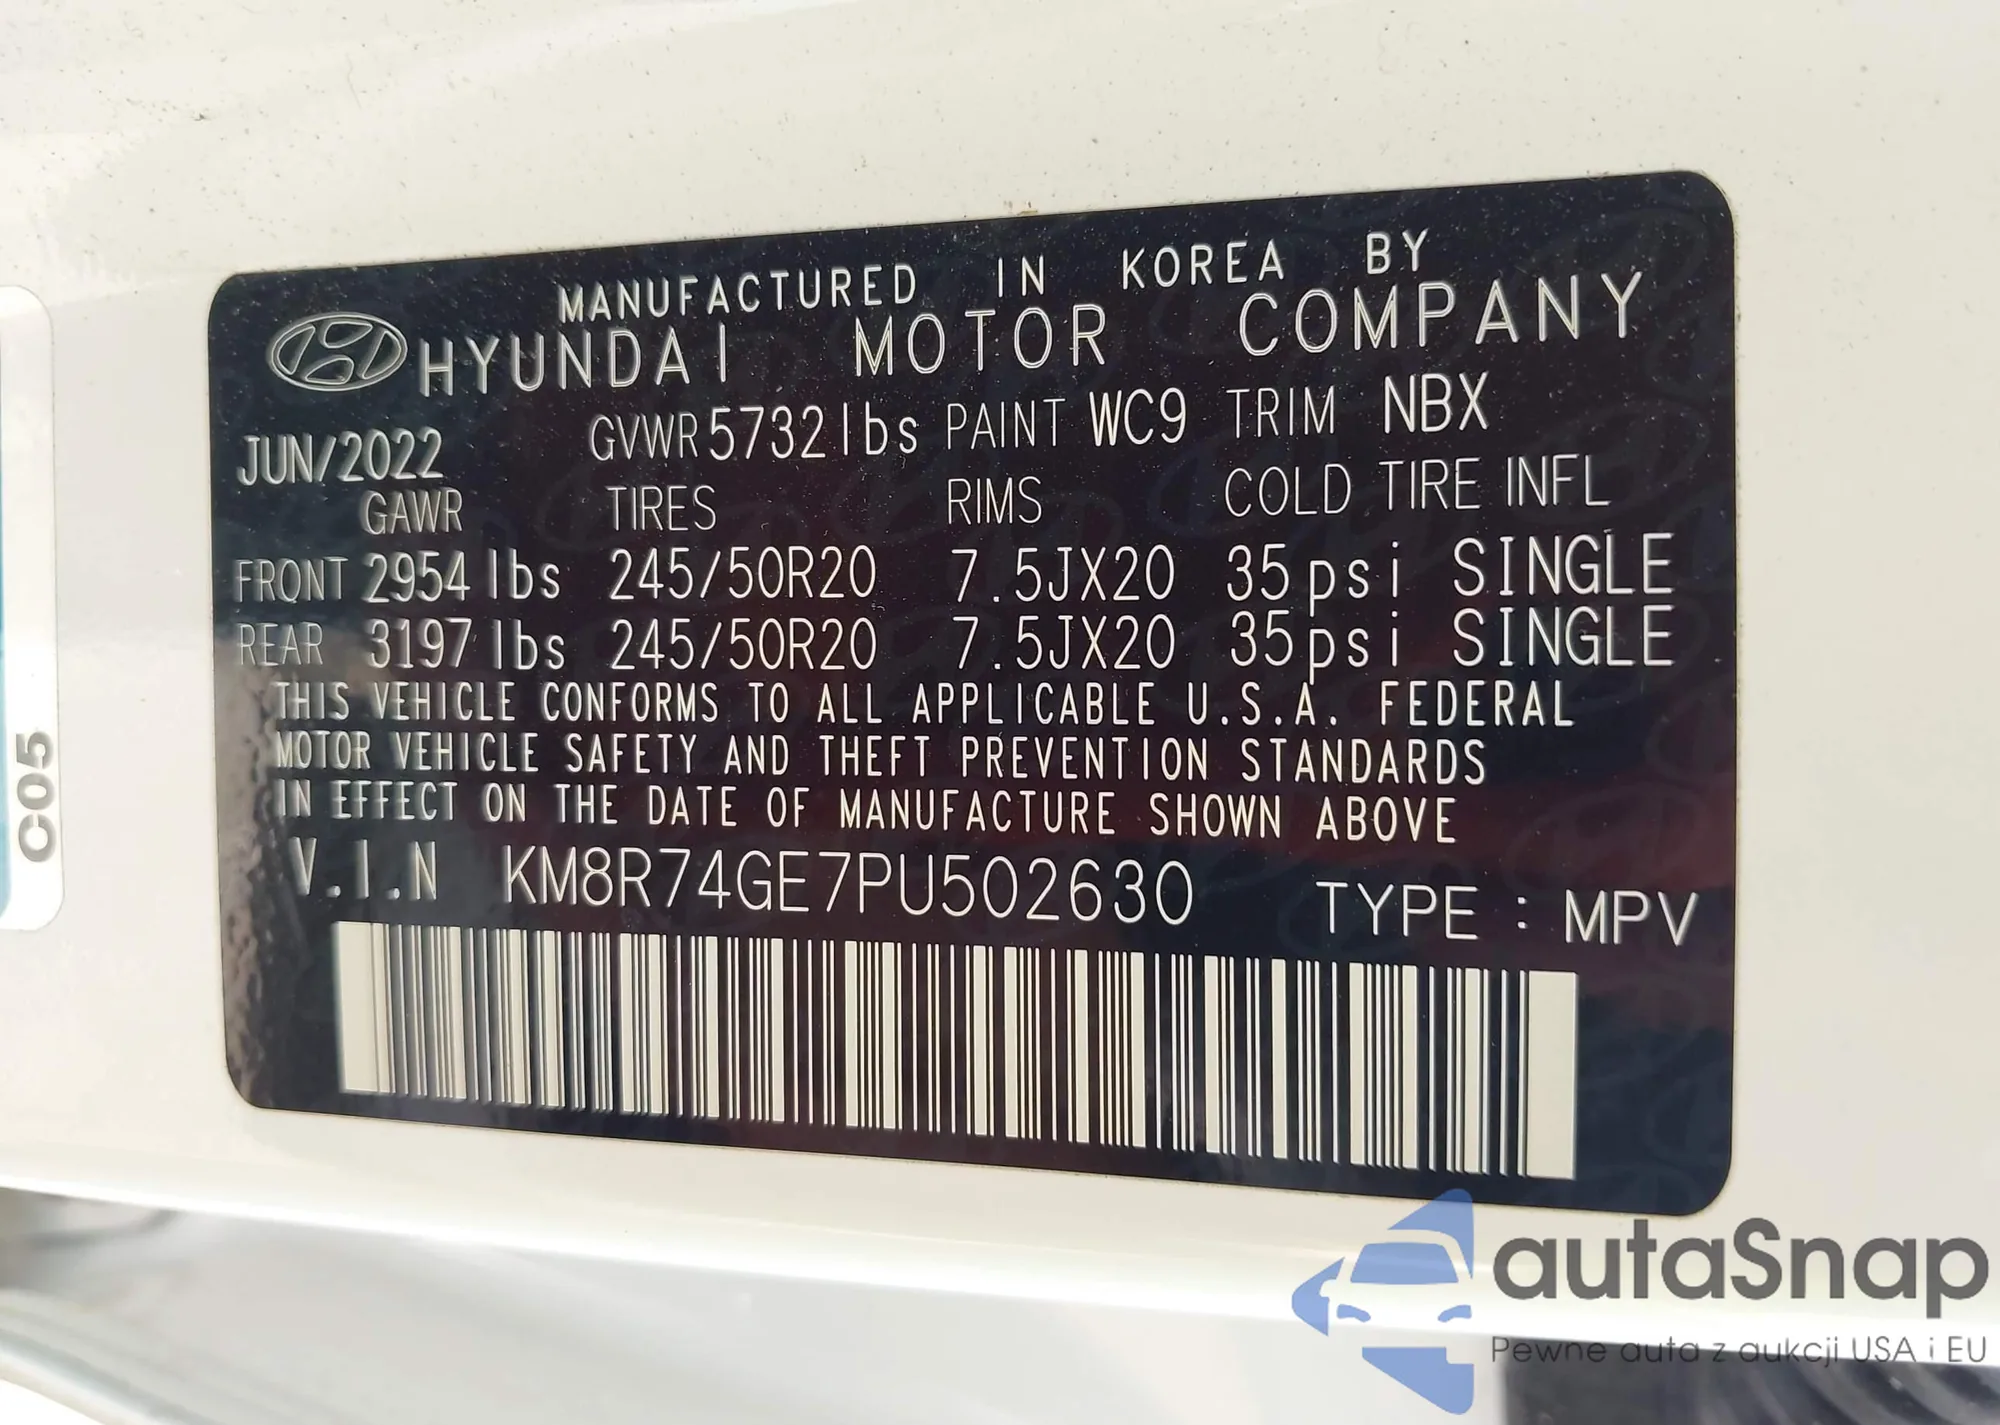 MANUFACTURED IN KOREA BY
HYUNDAI MOTOR COMPANY
JUN/2022 GVWR 5732lbs PAINT WC9 TRIM NBX
GAWR TIRES RIMS COLD TIRE INFL
FRONT 2954 lbs 245/50R20 7.5JX20 35psi SINGLE
REAR 3197 lbs 245/50R20 7.5JX20 35psi SINGLE
THIS VEHICLE CONFORMS TO ALL APPLICABLE U.S.A. FEDERAL
MOTOR VEHICLE SAFETY AND THEFT PREVENTION STANDARDS
IN EFFECT ON THE DATE OF MANUFACTURE SHOWN ABOVE
V.I.N KM8R74GE7PU502630 TYPE : MPV
C05
autaSnap
Pewne auta z aukcji USA i EU